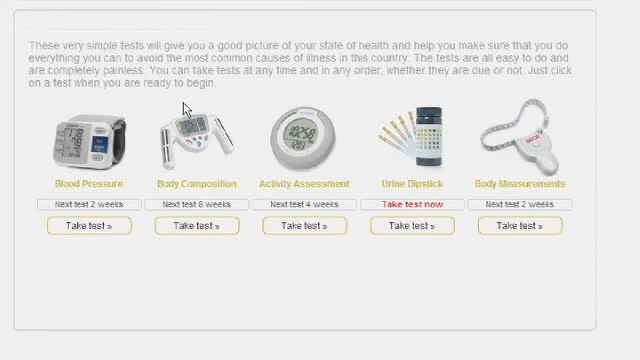 These very simple tests will give you a good picture of your state of health and help you make sure that you do
everything you can to avoid the most common causes of illness in this country. The tests are all easy to do and
are completely painless. You can take tests at any time and in any order, whether they are due or not. Just click
on a test when you are ready to begin.
Blood Pressure Body Composition Activity Assessment Urine Dipstick Body Measurements
Next test 2 weeks Next test 8 weeks Next test 4 weeks Take test now Next test 2 weeks
Take test » Take test » Take test » Take test » Take test »